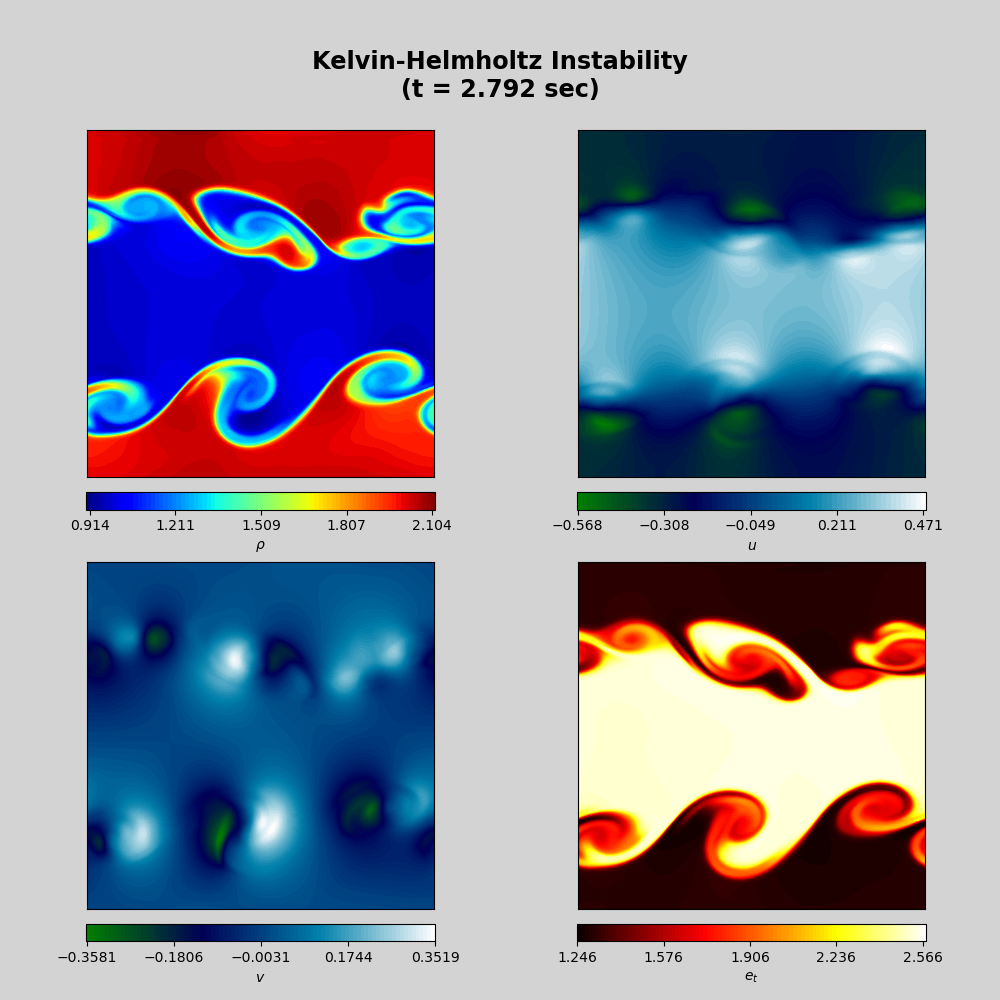 Kelvin-Helmholtz Instability
(t = 2.792 sec)
0.914 1.211 1.509 1.807 2.104
ρ
−0.568 −0.308 −0.049 0.211 0.471
u
−0.3581 −0.1806 −0.0031 0.1744 0.3519
v
1.246 1.576 1.906 2.236 2.566
e_t